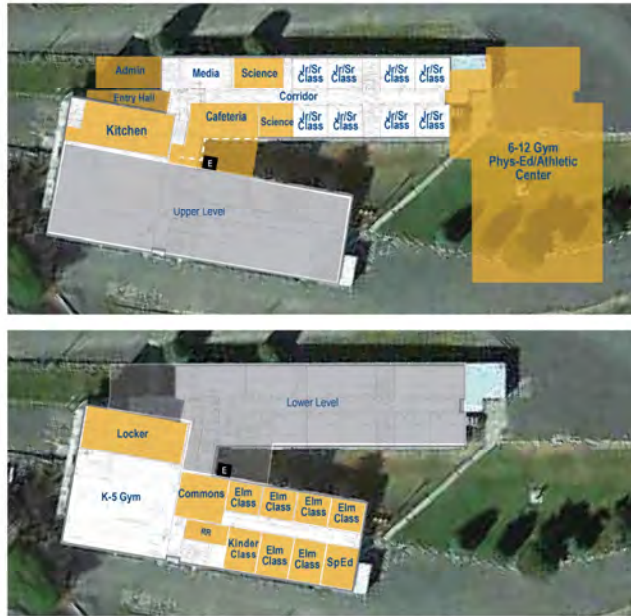 Admin
Media
Science
Jr/Sr
Class
Jr/Sr
Class
Jr/Sr
Class
Jr/Sr
Class
Entry Hall
Corridor
Kitchen
Cafeteria
Science
Jr/Sr
Class
Jr/Sr
Class
Jr/Sr
Class
Jr/Sr
Class
E
6-12 Gym
Phys-Ed/Athletic
Center
Upper Level
Lower Level
Locker
E
K-5 Gym
Commons
Elm
Class
Elm
Class
Elm
Class
Elm
Class
RR
Kinder
Class
Elm
Class
Elm
Class
SpEd